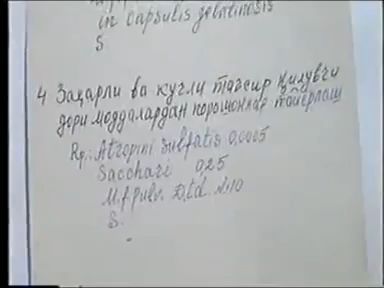 in capsulis gelatinosis
S.
4 Заҳарли ва кучли таъсир қилувчи
дори моддалардан порошоклар тайёрлаш
Rp.: Atropini sulfatis 0,0005
Sacchari 0,25
M.f.pulv. D.t.d. №10
S.